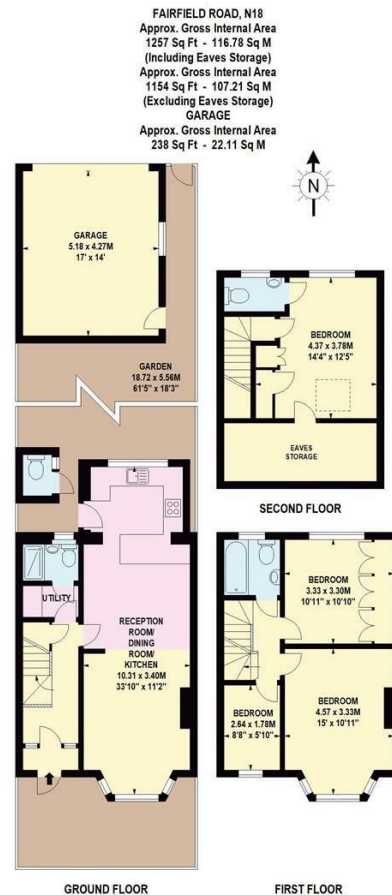 FAIRFIELD ROAD, N18
Approx. Gross Internal Area
1257 Sq Ft - 116.78 Sq M
(Including Eaves Storage)
Approx. Gross Internal Area
1154 Sq Ft - 107.21 Sq M
(Excluding Eaves Storage)
GARAGE
Approx. Gross Internal Area
238 Sq Ft - 22.11 Sq M
N
GARAGE
5.18 x 4.27M
17' x 14'
GARDEN
18.72 x 5.56M
61'5" x 18'3"
UTILITY
RECEPTION
ROOM/
DINING
ROOM/
KITCHEN
10.31 x 3.40M
33'10" x 11'2"
GROUND FLOOR
BEDROOM
4.37 x 3.78M
14'4" x 12'5"
EAVES
STORAGE
SECOND FLOOR
BEDROOM
3.33 x 3.30M
10'11" x 10'10"
BEDROOM
2.64 x 1.78M
8'8" x 5'10"
BEDROOM
4.57 x 3.33M
15' x 10'11"
FIRST FLOOR